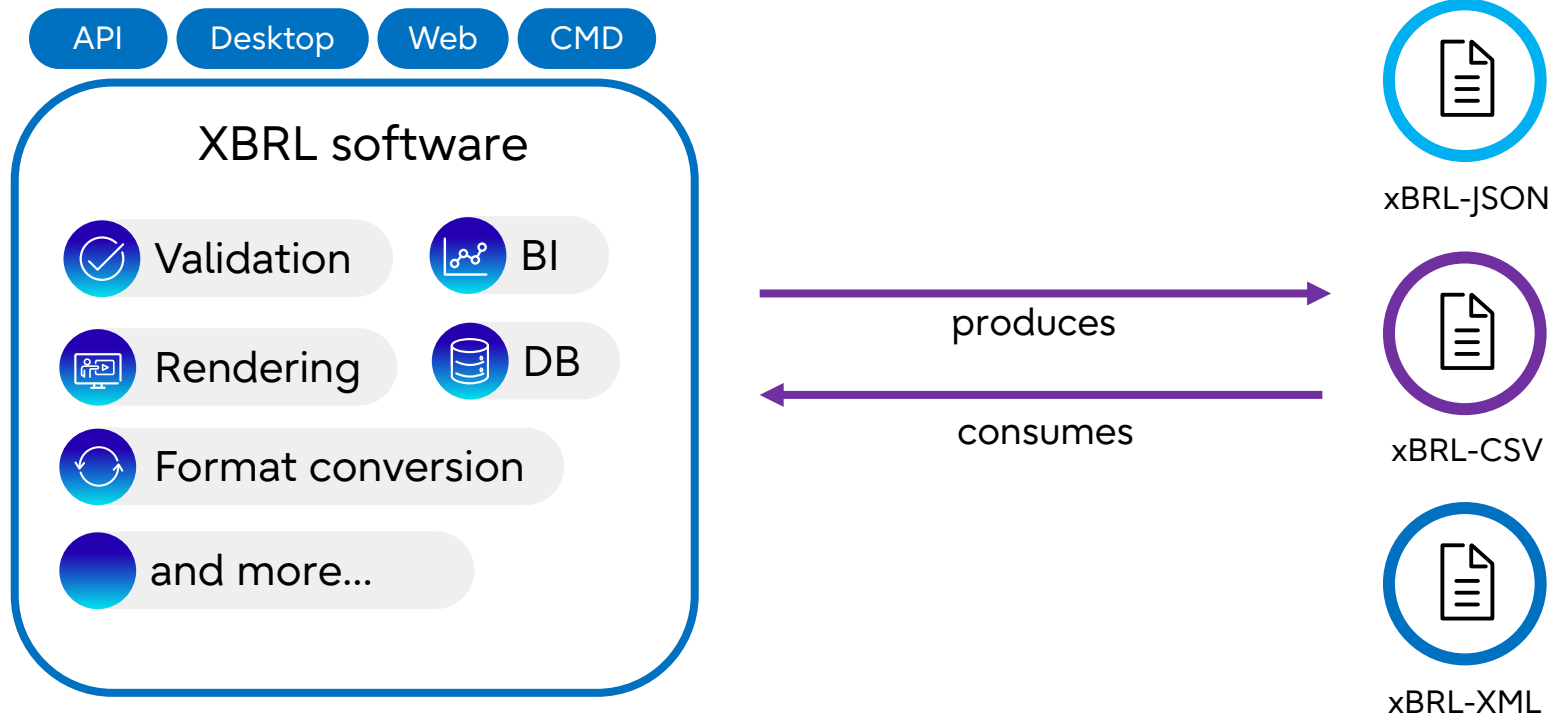 API
Desktop
Web
CMD
XBRL software
Validation
BI
Rendering
DB
Format conversion
and more...
produces
consumes
xBRL-JSON
xBRL-CSV
xBRL-XML